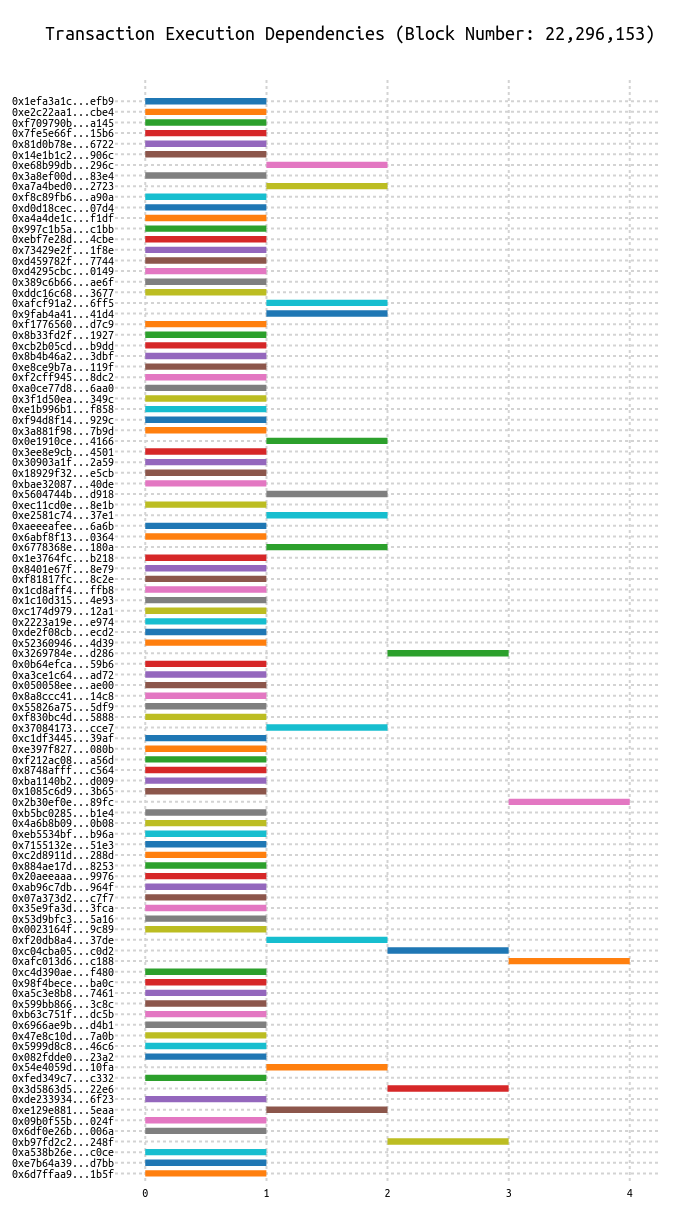 Transaction Execution Dependencies (Block Number: 22,296,153)
0x1efa3a1c...efb9
0xe2c22aa1...cbe4
0xf709790b...a145
0x7fe5e66f...15b6
0x81d0b78e...6722
0x14e1b1c2...906c
0xe68b99db...296c
0x3a8ef00d...83e4
0xa7a4bed0...2723
0xf8c89fb6...a90a
0xd0d18cec...07d4
0xa4a4de1c...f1df
0x997c1b5a...c1bb
0xebf7e28d...4cbe
0x73429e2f...1f8e
0xd459782f...7744
0xd4295cbc...0149
0x389c6b66...ae6f
0xddc16c68...3677
0xafcf91a2...6ff5
0x9fab4a41...41d4
0xf1776560...d7c9
0x8b33fd2f...1927
0xcb2b05cd...b9dd
0x8b4b46a2...3dbf
0xe8ce9b7a...119f
0xf2cff945...8dc2
0xa0ce77d8...6aa0
0x3f1d50ea...349c
0xe1b996b1...f858
0xf94d8f14...929c
0x3a881f98...7b9d
0x0e1910ce...4166
0x3ee8e9cb...4501
0x30903a1f...2a59
0x18929f32...e5cb
0xbae32087...40de
0x5604744b...d918
0xec11cd0e...8e1b
0xe2581c74...37e1
0xaeeeafee...6a6b
0x6abf8f13...0364
0x6778368e...180a
0x1e3764fc...b218
0x8401e67f...8e79
0xf81817fc...8c2e
0x1cd8aff4...ffb8
0x1c10d315...4e93
0xc174d979...12a1
0x2223a19e...e974
0xde2f08cb...ecd2
0x52360946...4d39
0x3269784e...d286
0x0b64efca...59b6
0xa3ce1c64...ad72
0x050058ee...ae00
0x8a8ccc41...14c8
0x55826a75...5df9
0xf830bc4d...5888
0x37084173...cce7
0xc1df3445...39af
0xe397f827...080b
0xf212ac08...a56d
0x8748afff...c564
0xba1140b2...d009
0x1085c6d9...3b65
0x2b30ef0e...89fc
0xb5bc0285...b1e4
0x4a6b8b09...0b08
0xeb5534bf...b96a
0x7155132e...51e3
0xc2d8911d...288d
0x884ae17d...8253
0x20aeeaaa...9976
0xab96c7db...964f
0x07a373d2...c7f7
0x35e9fa3d...3fca
0x53d9bfc3...5a16
0x0023164f...9c89
0xf20db8a4...37de
0xc04cba05...c0d2
0xafc013d6...c188
0xc4d390ae...f480
0x98f4bece...ba0c
0xa5c3e8b8...7461
0x599bb866...3c8c
0xb63c751f...dc5b
0x6966ae9b...d4b1
0x47e8c10d...7a0b
0x5999d8c8...46c6
0x082fdde0...23a2
0x54e4059d...10fa
0xfed349c7...c332
0x3d5863d5...22e6
0xde233934...6f23
0xe129e881...5eaa
0x09b0f55b...024f
0x6df0e26b...006a
0xb97fd2c2...248f
0xa538b26e...c0ce
0xe7b64a39...d7bb
0x6d7ffaa9...1b5f
0 1 2 3 4